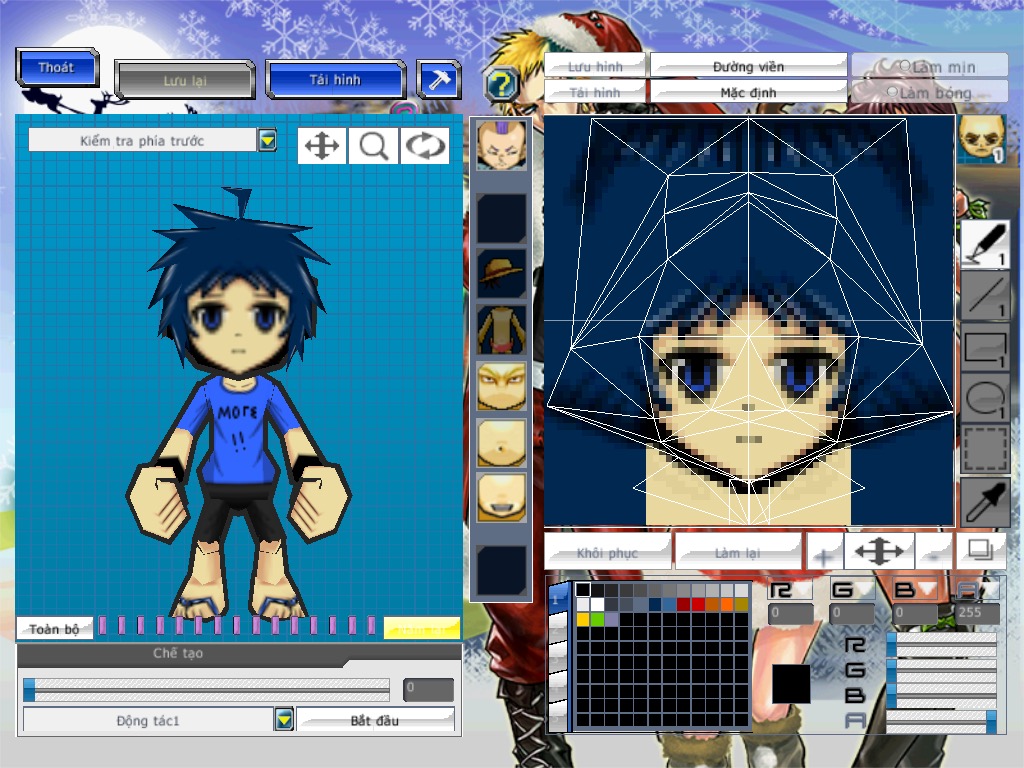 Thoát
Lưu lại
Tải hình
?
Lưu hình
Đường viền
Làm mịn
Tải hình
Mặc định
Làm bóng
Kiểm tra phía trước
1
1
1
1
1
MORE
!!
Khôi phục
Làm lại
+
-
Toàn bộ
Chế tạo
0
Động tác1
Bắt đầu
1
R
G
B
A
0
0
0
255
R
G
B
A